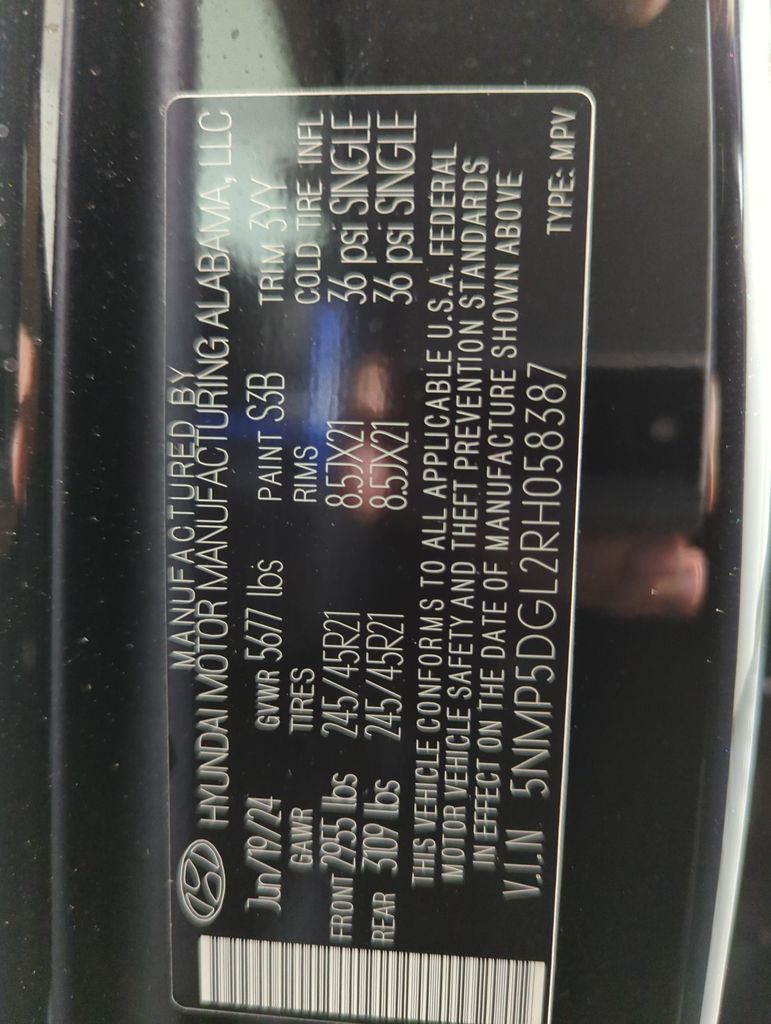 MANUFACTURED BY
HYUNDAI MOTOR MANUFACTURING ALABAMA, LLC
Jun/19/24 GVWR 5677 lbs PAINT S3B TRIM 3YY
GAWR TIRES RIMS COLD TIRE INFL
FRONT 2955 lbs 245/45R21 8.5JX21 36 psi SINGLE
REAR 3109 lbs 245/45R21 8.5JX21 36 psi SINGLE
THIS VEHICLE CONFORMS TO ALL APPLICABLE U.S.A. FEDERAL
MOTOR VEHICLE SAFETY AND THEFT PREVENTION STANDARDS
IN EFFECT ON THE DATE OF MANUFACTURE SHOWN ABOVE
V.I.N 5NMP5DGL2RH058387
TYPE: MPV